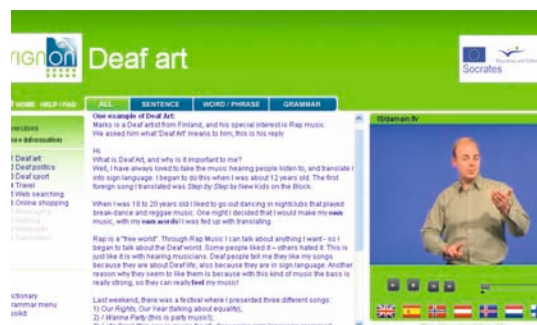 signon
Deaf art
Socrates
HOME HELP / FAQ
ALL SENTENCE WORD / PHRASE GRAMMAR
One example of Deaf Art:
Marko is a Deaf artist from Finland, and his special interest is Rap music.
We asked him what 'Deaf Art' means to him, this is his reply
Hi
What is Deaf Art, and why is it important to me?
Well, I have always loved to take the music hearing people listen to, and translate I
into sign language. I began to do this when I was about 12 years old. The first
foreign song I translated was Step by Step by New Kids on the Block.
When I was 18 to 20 years old I liked to go out dancing in nightclubs that played
break-dance and reggae music. One night I decided that I would make my own
music, with my own words! I was fed up with translating.
Rap is a "free world". Through Rap Music I can talk about anything I want - so I
began to talk about the Deaf World. Some people liked it – others hated it. This is
just like it is with hearing musicians. Deaf people tell me they like my songs
because they are about Deaf life, also because they are in sign language. Another
reason why they seem to like them is because with this kind of music the bass is
really strong, so they can really feel my songs!
Last weekend, there was a festival where I presented three different songs:
1) Our Rights, Our Year (talking about equality),
2) I Wanna Party (this is party music!),
1 Deaf art
2 Deaf politics
3 Deaf sport
4 Travel
5 Web searching
6 Online shopping
ctionary
rammar menu
oolkit